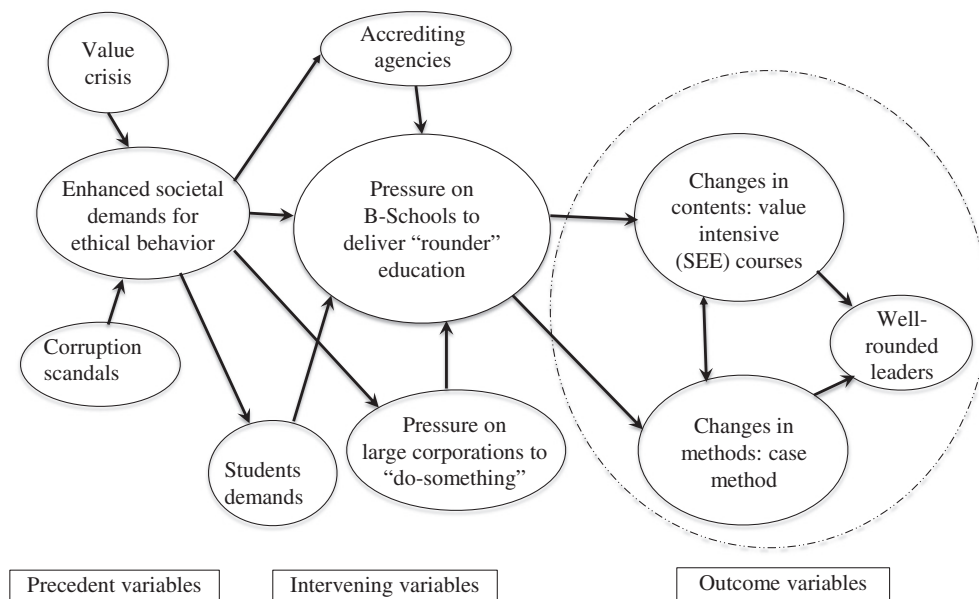 Value
crisis
Accrediting
agencies
Enhanced societal
demands for
ethical behavior
Pressure on
B-Schools to
deliver “rounder”
education
Changes in
contents: value
intensive
(SEE) courses
Corruption
scandals
Well-
rounded
leaders
Students
demands
Pressure on
large corporations to
“do-something”
Changes in
methods: case
method
Precedent variables
Intervening variables
Outcome variables